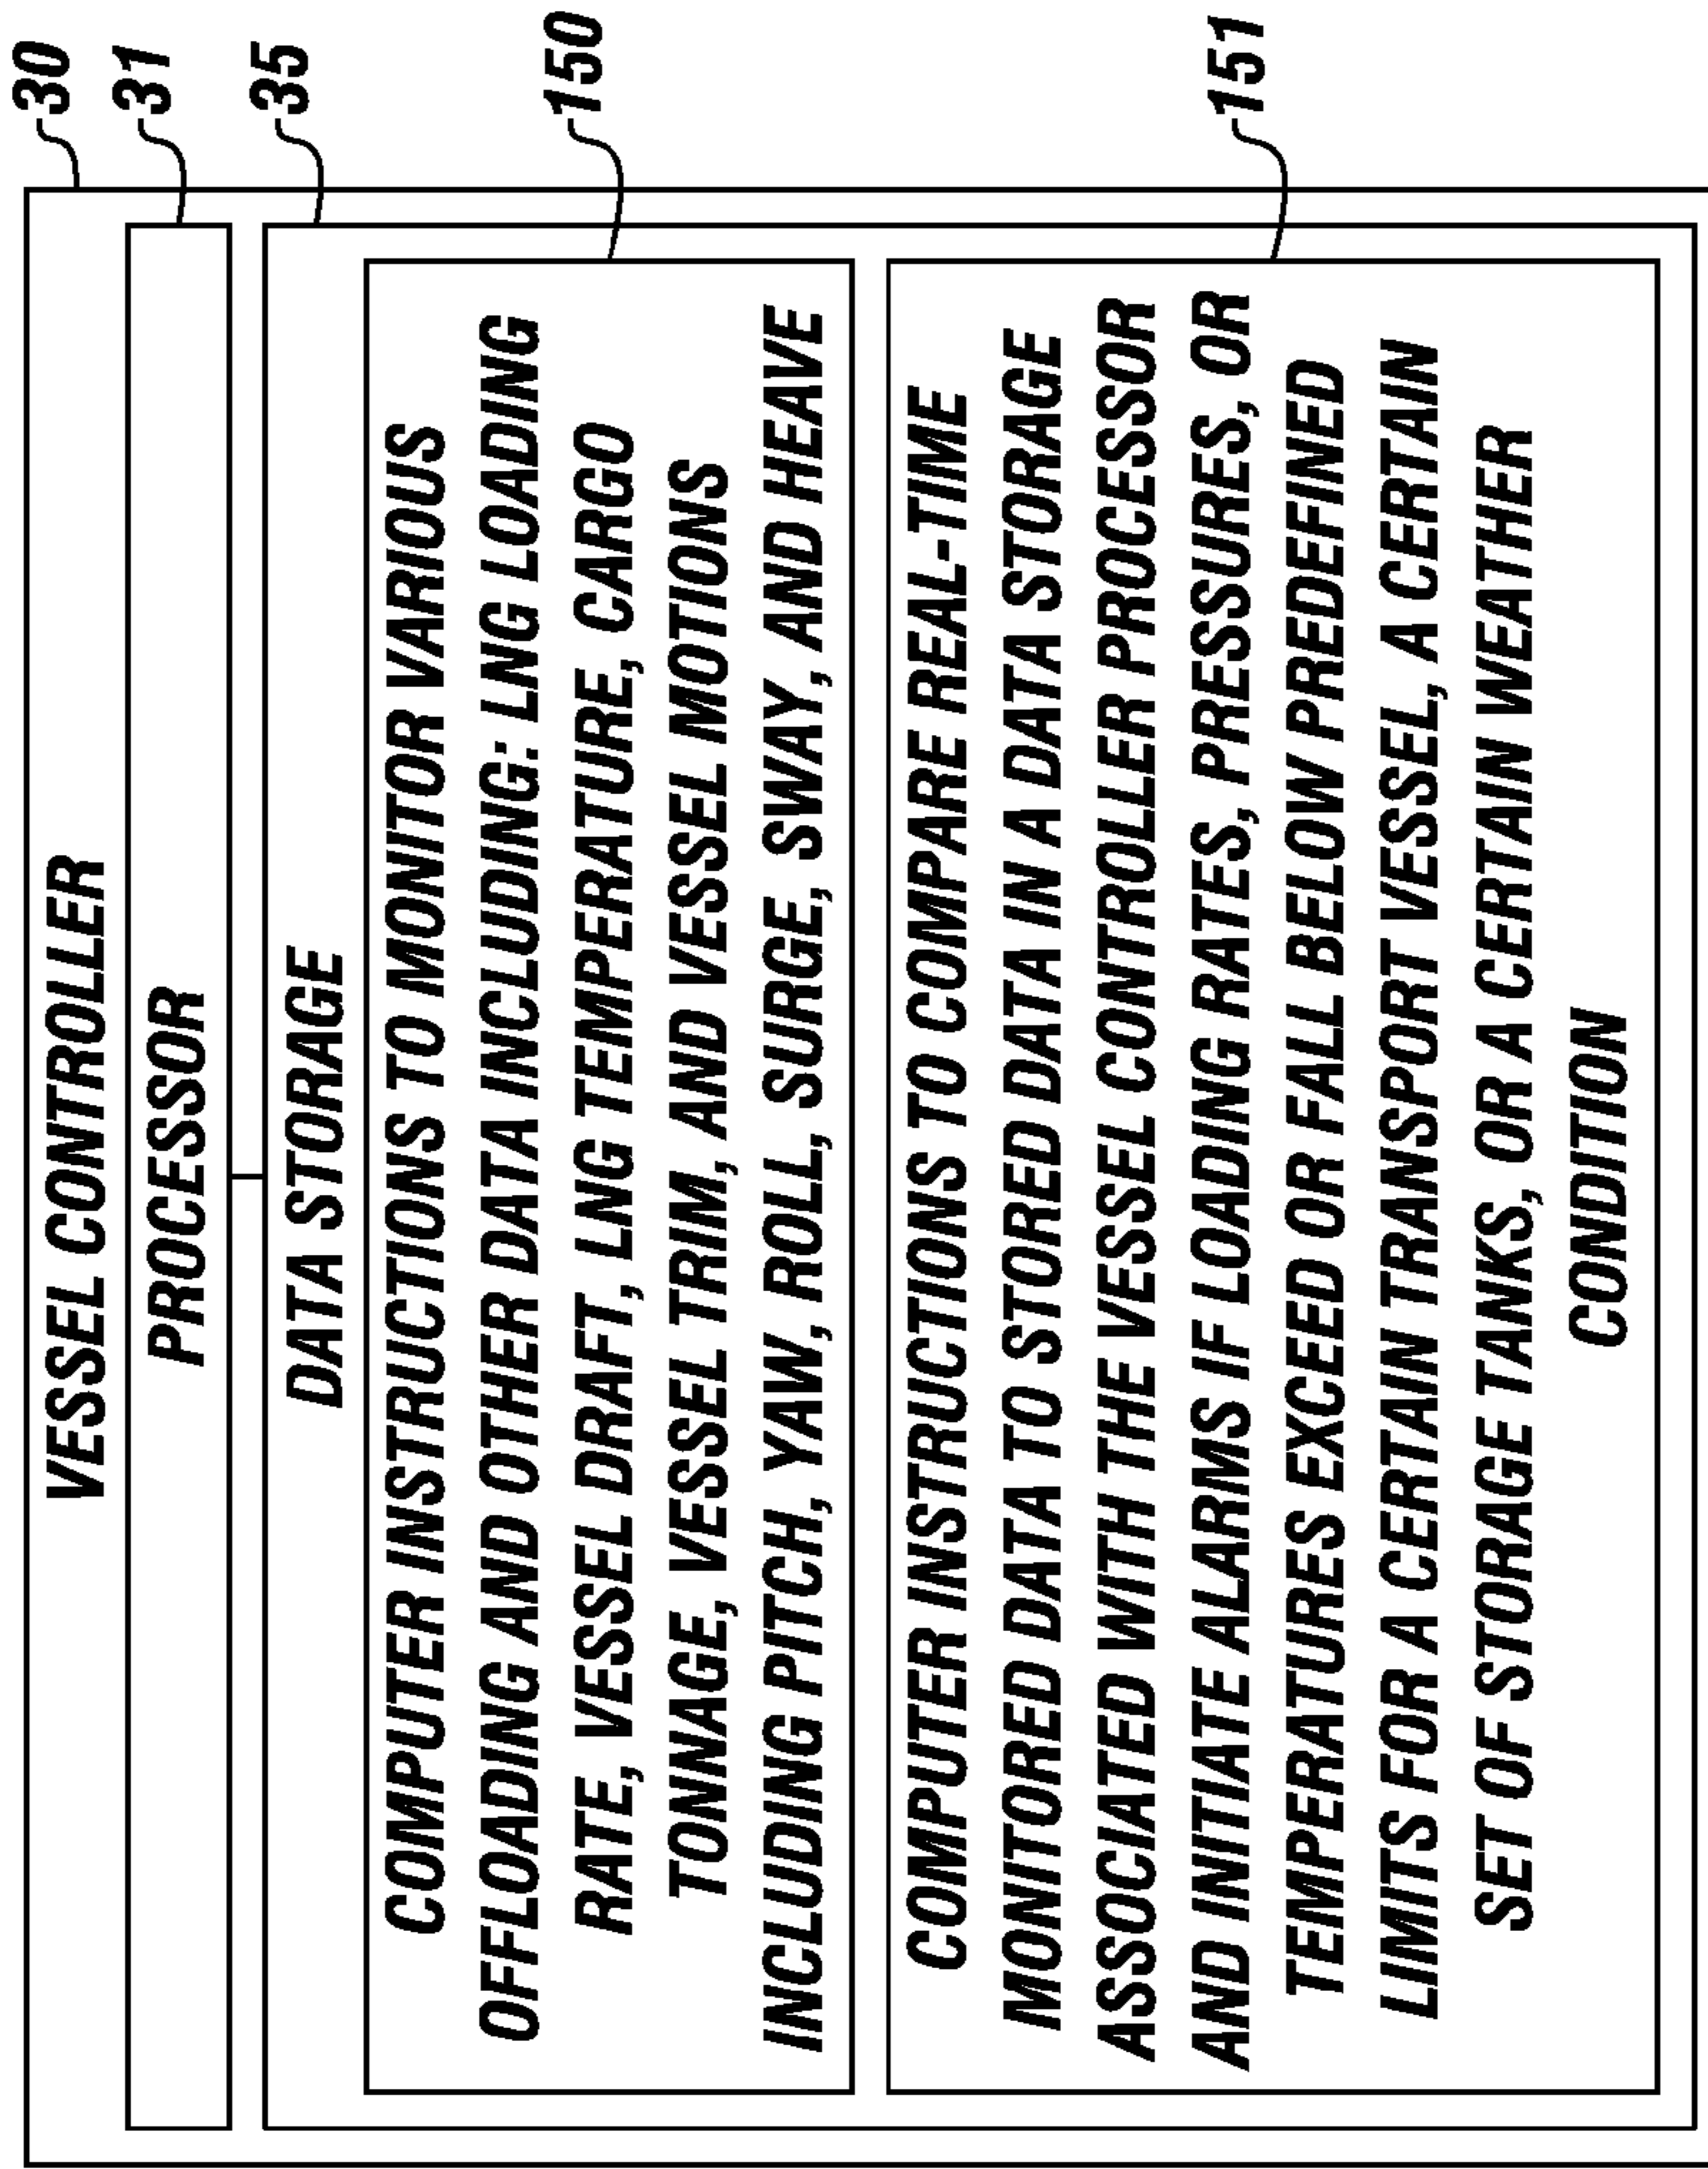 VESSEL CONTROLLER
30
PROCESSOR
31
DATA STORAGE
35
COMPUTER INSTRUCTIONS TO MONITOR VARIOUS
OFFLOADING AND OTHER DATA INCLUDING: LNG LOADING
RATE, VESSEL DRAFT, LNG TEMPERATURE, CARGO
TONNAGE, VESSEL TRIM, AND VESSEL MOTIONS
INCLUDING PITCH, YAW, ROLL, SURGE, SWAY, AND HEAVE
150
COMPUTER INSTRUCTIONS TO COMPARE REAL-TIME
MONITORED DATA TO STORED DATA IN A DATA STORAGE
ASSOCIATED WITH THE VESSEL CONTROLLER PROCESSOR
AND INITIATE ALARMS IF LOADING RATES, PRESSURES, OR
TEMPERATURES EXCEED OR FALL BELOW PREDEFINED
LIMITS FOR A CERTAIN TRANSPORT VESSEL, A CERTAIN
SET OF STORAGE TANKS, OR A CERTAIN WEATHER
CONDITION
151